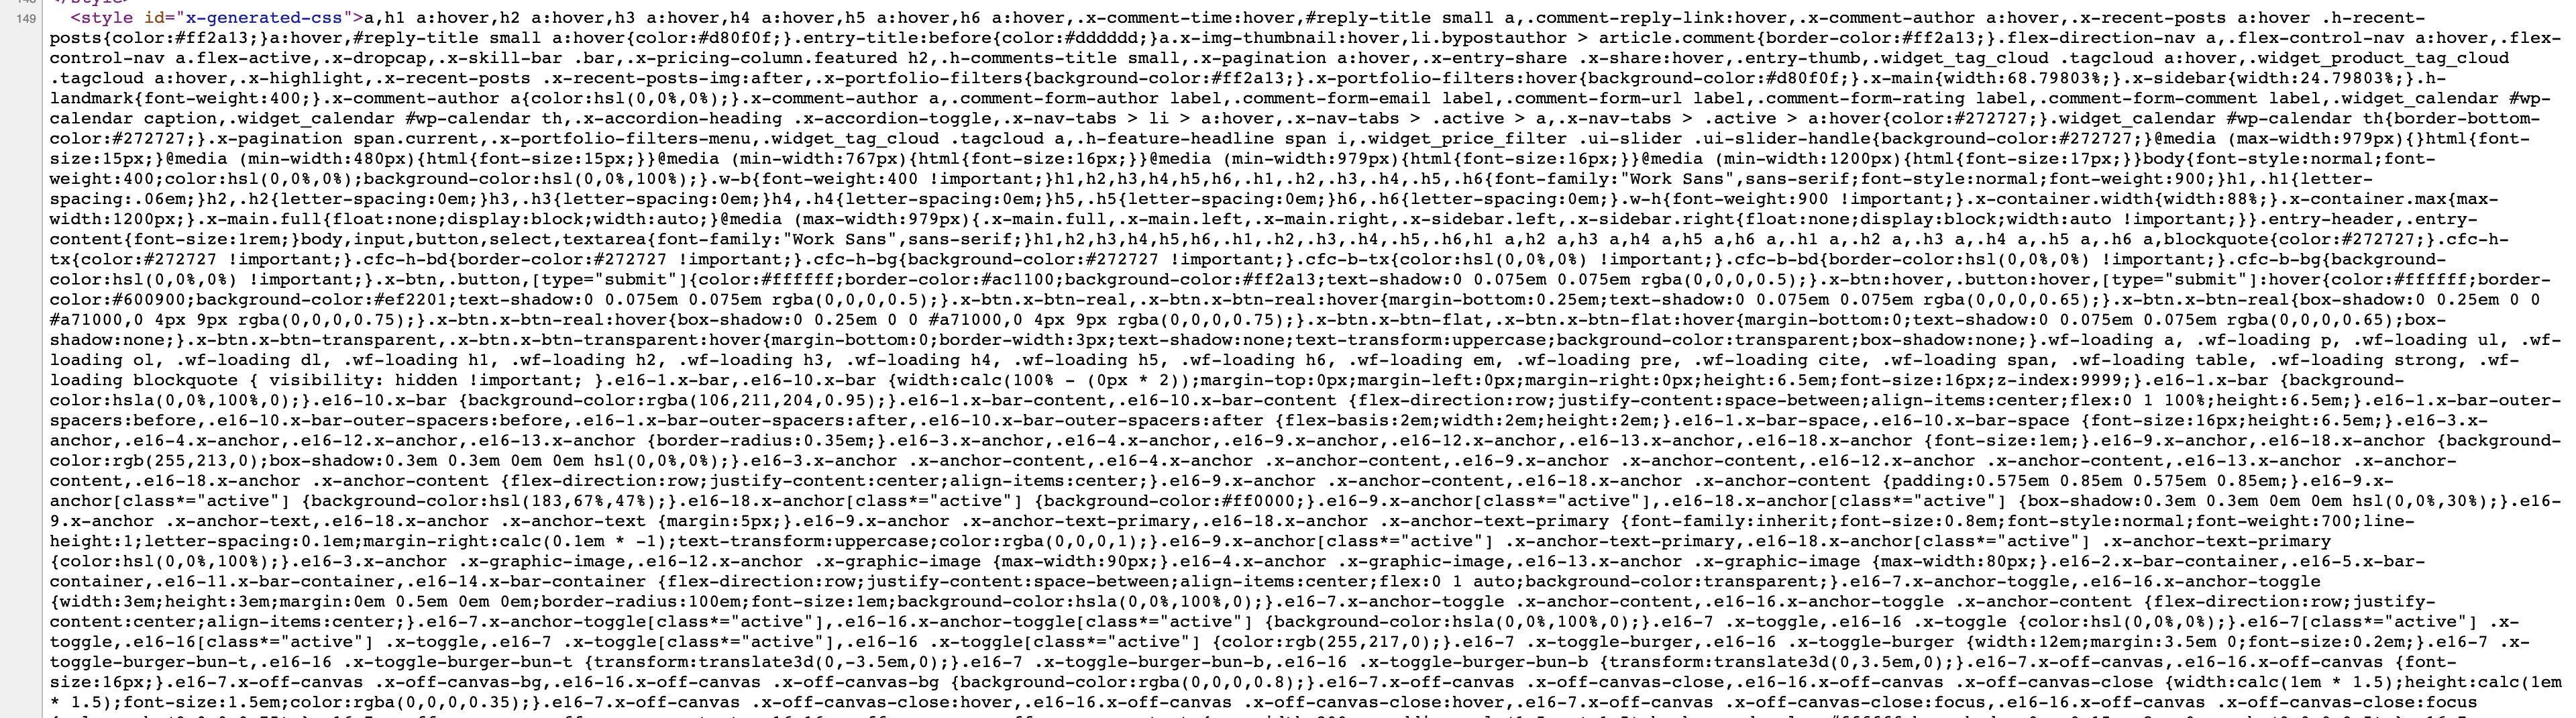 </style>
149 <style id="x-generated-css">a,h1 a:hover,h2 a:hover,h3 a:hover,h4 a:hover,h5 a:hover,h6 a:hover,.x-comment-time:hover,#reply-title small a,.comment-reply-link:hover,.x-comment-author a:hover,.x-recent-posts a:hover .h-recent-
posts{color:#ff2a13;}a:hover,#reply-title small a:hover{color:#d80f0f;}.entry-title:before{color:#dddddd;}a.x-img-thumbnail:hover,li.bypostauthor > article.comment{border-color:#ff2a13;}.flex-direction-nav a,.flex-control-nav a:hover,.flex-
control-nav a.flex-active,.x-dropcap,.x-skill-bar .bar,.x-pricing-column.featured h2,.h-comments-title small,.x-pagination a:hover,.x-entry-share .x-share:hover,.entry-thumb,.widget_tag_cloud .tagcloud a:hover,.widget_product_tag_cloud
.tagcloud a:hover,.x-highlight,.x-recent-posts .x-recent-posts-img:after,.x-portfolio-filters{background-color:#ff2a13;}.x-portfolio-filters:hover{background-color:#d80f0f;}.x-main{width:68.79803%;}.x-sidebar{width:24.79803%;}.h-
landmark{font-weight:400;}.x-comment-author a{color:hsl(0,0%,0%);}.x-comment-author a,.comment-form-author label,.comment-form-email label,.comment-form-url label,.comment-form-rating label,.comment-form-comment label,.widget_calendar #wp-
calendar caption,.widget_calendar #wp-calendar th,.x-accordion-heading .x-accordion-toggle,.x-nav-tabs > li > a:hover,.x-nav-tabs > .active > a,.x-nav-tabs > .active > a:hover{color:#272727;}.widget_calendar #wp-calendar th{border-bottom-
color:#272727;}.x-pagination span.current,.x-portfolio-filters-menu,.widget_tag_cloud .tagcloud a,.h-feature-headline span i,.widget_price_filter .ui-slider .ui-slider-handle{background-color:#272727;}@media (max-width:979px){}html{font-
size:15px;}@media (min-width:480px){html{font-size:15px;}}@media (min-width:767px){html{font-size:16px;}}@media (min-width:979px){html{font-size:16px;}}@media (min-width:1200px){html{font-size:17px;}}body{font-style:normal;font-
weight:400;color:hsl(0,0%,0%);background-color:hsl(0,0%,100%);}.w-b{font-weight:400 !important;}h1,h2,h3,h4,h5,h6,.h1,.h2,.h3,.h4,.h5,.h6{font-family:"Work Sans",sans-serif;font-style:normal;font-weight:900;}h1,.h1{letter-
spacing:.06em;}h2,.h2{letter-spacing:0em;}h3,.h3{letter-spacing:0em;}h4,.h4{letter-spacing:0em;}h5,.h5{letter-spacing:0em;}h6,.h6{letter-spacing:0em;}.w-h{font-weight:900 !important;}.x-container.width{width:88%;}.x-container.max{max-
width:1200px;}.x-main.full{float:none;display:block;width:auto;}@media (max-width:979px){.x-main.full,.x-main.left,.x-main.right,.x-sidebar.left,.x-sidebar.right{float:none;display:block;width:auto !important;}}.entry-header,.entry-
content{font-size:1rem;}body,input,button,select,textarea{font-family:"Work Sans",sans-serif;}h1,h2,h3,h4,h5,h6,.h1,.h2,.h3,.h4,.h5,.h6,h1 a,h2 a,h3 a,h4 a,h5 a,h6 a,.h1 a,.h2 a,.h3 a,.h4 a,.h5 a,.h6 a,blockquote{color:#272727;}.cfc-h-
tx{color:#272727 !important;}.cfc-h-bd{border-color:#272727 !important;}.cfc-h-bg{background-color:#272727 !important;}.cfc-b-tx{color:hsl(0,0%,0%) !important;}.cfc-b-bd{border-color:hsl(0,0%,0%) !important;}.cfc-b-bg{background-
color:hsl(0,0%,0%) !important;}.x-btn,.button,[type="submit"]{color:#ffffff;border-color:#ac1100;background-color:#ff2a13;text-shadow:0 0.075em 0.075em rgba(0,0,0,0.5);}.x-btn:hover,.button:hover,[type="submit"]:hover{color:#ffffff;border-
color:#600900;background-color:#ef2201;text-shadow:0 0.075em 0.075em rgba(0,0,0,0.5);}.x-btn.x-btn-real,.x-btn.x-btn-real:hover{margin-bottom:0.25em;text-shadow:0 0.075em 0.075em rgba(0,0,0,0.65);}.x-btn.x-btn-real{box-shadow:0 0.25em 0 0
#a71000,0 4px 9px rgba(0,0,0,0.75);}.x-btn.x-btn-real:hover{box-shadow:0 0.25em 0 0 #a71000,0 4px 9px rgba(0,0,0,0.75);}.x-btn.x-btn-flat,.x-btn.x-btn-flat:hover{margin-bottom:0;text-shadow:0 0.075em 0.075em rgba(0,0,0,0.65);box-
shadow:none;}.x-btn.x-btn-transparent,.x-btn.x-btn-transparent:hover{margin-bottom:0;border-width:3px;text-shadow:none;text-transform:uppercase;background-color:transparent;box-shadow:none;}.wf-loading a, .wf-loading p, .wf-loading ul, .wf-
loading ol, .wf-loading dl, .wf-loading h1, .wf-loading h2, .wf-loading h3, .wf-loading h4, .wf-loading h5, .wf-loading h6, .wf-loading em, .wf-loading pre, .wf-loading cite, .wf-loading span, .wf-loading table, .wf-loading strong, .wf-
loading blockquote { visibility: hidden !important; }.e16-1.x-bar,.e16-10.x-bar {width:calc(100% - (0px * 2));margin-top:0px;margin-left:0px;margin-right:0px;height:6.5em;font-size:16px;z-index:9999;}.e16-1.x-bar {background-
color:hsla(0,0%,100%,0);}.e16-10.x-bar {background-color:rgba(106,211,204,0.95);}.e16-1.x-bar-content,.e16-10.x-bar-content {flex-direction:row;justify-content:space-between;align-items:center;flex:0 1 100%;height:6.5em;}.e16-1.x-bar-outer-
spacers:before,.e16-10.x-bar-outer-spacers:before,.e16-1.x-bar-outer-spacers:after,.e16-10.x-bar-outer-spacers:after {flex-basis:2em;width:2em;height:2em;}.e16-1.x-bar-space,.e16-10.x-bar-space {font-size:16px;height:6.5em;}.e16-3.x-
anchor,.e16-4.x-anchor,.e16-12.x-anchor,.e16-13.x-anchor {border-radius:0.35em;}.e16-3.x-anchor,.e16-4.x-anchor,.e16-9.x-anchor,.e16-12.x-anchor,.e16-13.x-anchor,.e16-18.x-anchor {font-size:1em;}.e16-9.x-anchor,.e16-18.x-anchor {background-
color:rgb(255,213,0);box-shadow:0.3em 0.3em 0em 0em hsl(0,0%,0%);}.e16-3.x-anchor .x-anchor-content,.e16-4.x-anchor .x-anchor-content,.e16-9.x-anchor .x-anchor-content,.e16-12.x-anchor .x-anchor-content,.e16-13.x-anchor .x-anchor-
content,.e16-18.x-anchor .x-anchor-content {flex-direction:row;justify-content:center;align-items:center;}.e16-9.x-anchor .x-anchor-content,.e16-18.x-anchor .x-anchor-content {padding:0.575em 0.85em 0.575em 0.85em;}.e16-9.x-
anchor[class*="active"] {background-color:hsl(183,67%,47%);}.e16-18.x-anchor[class*="active"] {background-color:#ff0000;}.e16-9.x-anchor[class*="active"],.e16-18.x-anchor[class*="active"] {box-shadow:0.3em 0.3em 0em 0em hsl(0,0%,30%);}.e16-
9.x-anchor .x-anchor-text,.e16-18.x-anchor .x-anchor-text {margin:5px;}.e16-9.x-anchor .x-anchor-text-primary,.e16-18.x-anchor .x-anchor-text-primary {font-family:inherit;font-size:0.8em;font-style:normal;font-weight:700;line-
height:1;letter-spacing:0.1em;margin-right:calc(0.1em * -1);text-transform:uppercase;color:rgba(0,0,0,1);}.e16-9.x-anchor[class*="active"] .x-anchor-text-primary,.e16-18.x-anchor[class*="active"] .x-anchor-text-primary
{color:hsl(0,0%,100%);}.e16-3.x-anchor .x-graphic-image,.e16-12.x-anchor .x-graphic-image {max-width:90px;}.e16-4.x-anchor .x-graphic-image,.e16-13.x-anchor .x-graphic-image {max-width:80px;}.e16-2.x-bar-container,.e16-5.x-bar-
container,.e16-11.x-bar-container,.e16-14.x-bar-container {flex-direction:row;justify-content:space-between;align-items:center;flex:0 1 auto;background-color:transparent;}.e16-7.x-anchor-toggle,.e16-16.x-anchor-toggle
{width:3em;height:3em;margin:0em 0.5em 0em 0em;border-radius:100em;font-size:1em;background-color:hsla(0,0%,100%,0);}.e16-7.x-anchor-toggle .x-anchor-content,.e16-16.x-anchor-toggle .x-anchor-content {flex-direction:row;justify-
content:center;align-items:center;}.e16-7.x-anchor-toggle[class*="active"],.e16-16.x-anchor-toggle[class*="active"] {background-color:hsla(0,0%,100%,0);}.e16-7 .x-toggle,.e16-16 .x-toggle {color:hsl(0,0%,0%);}.e16-7[class*="active"] .x-
toggle,.e16-16[class*="active"] .x-toggle,.e16-7 .x-toggle[class*="active"],.e16-16 .x-toggle[class*="active"] {color:rgb(255,217,0);}.e16-7 .x-toggle-burger,.e16-16 .x-toggle-burger {width:12em;margin:3.5em 0;font-size:0.2em;}.e16-7 .x-
toggle-burger-bun-t,.e16-16 .x-toggle-burger-bun-t {transform:translate3d(0,-3.5em,0);}.e16-7 .x-toggle-burger-bun-b,.e16-16 .x-toggle-burger-bun-b {transform:translate3d(0,3.5em,0);}.e16-7.x-off-canvas,.e16-16.x-off-canvas {font-
size:16px;}.e16-7.x-off-canvas .x-off-canvas-bg,.e16-16.x-off-canvas .x-off-canvas-bg {background-color:rgba(0,0,0,0.8);}.e16-7.x-off-canvas .x-off-canvas-close,.e16-16.x-off-canvas .x-off-canvas-close {width:calc(1em * 1.5);height:calc(1em
* 1.5);font-size:1.5em;color:rgba(0,0,0,0.35);}.e16-7.x-off-canvas .x-off-canvas-close:hover,.e16-16.x-off-canvas .x-off-canvas-close:hover,.e16-7.x-off-canvas .x-off-canvas-close:focus,.e16-16.x-off-canvas .x-off-canvas-close:focus